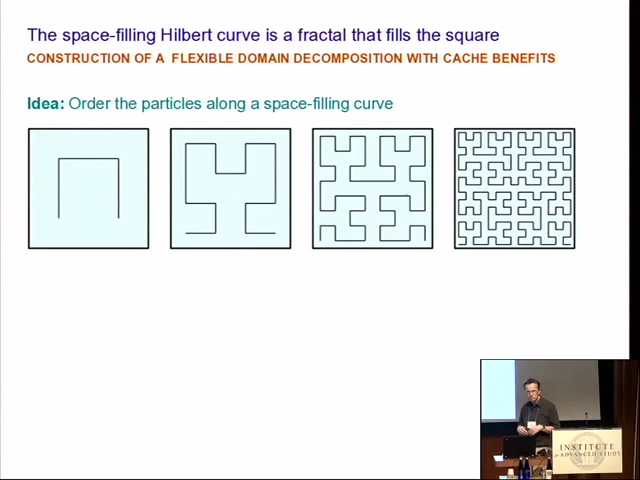 The space-filling Hilbert curve is a fractal that fills the square
CONSTRUCTION OF A FLEXIBLE DOMAIN DECOMPOSITION WITH CACHE BENEFITS
Idea: Order the particles along a space-filling curve
INSTITUTE
for ADVANCED STUDY